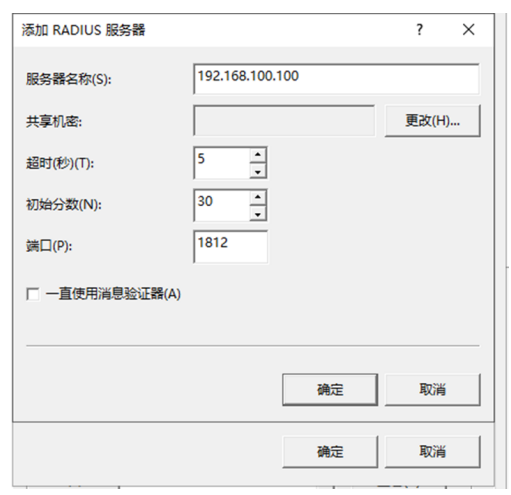 添加 RADIUS 服务器 ? ×
服务器名称(S): 192.168.100.100
共享机密: 更改(H)...
超时(秒)(T): 5
初始分数(N): 30
端口(P): 1812
一直使用消息验证器(A)
确定 取消
确定 取消